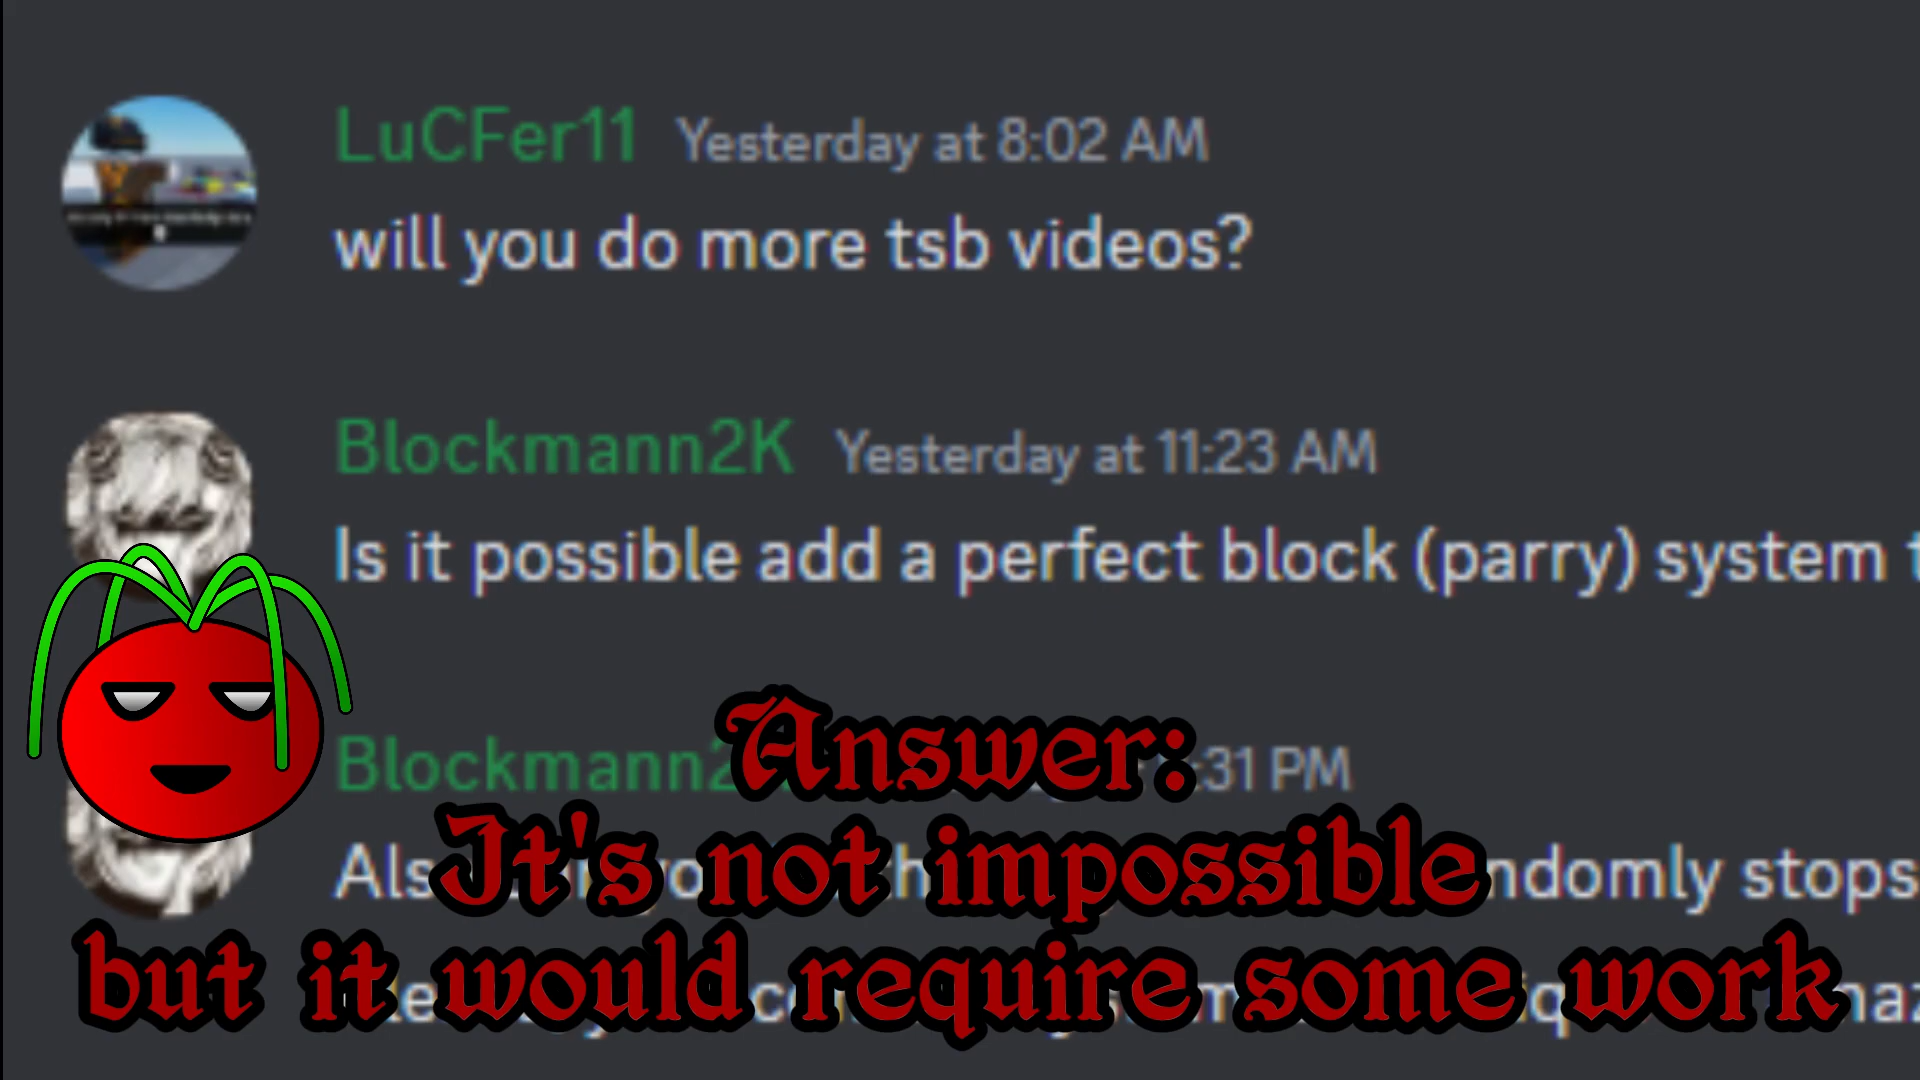 LuCFer11 Yesterday at 8:02 AM
will you do more tsb videos?
Blockmann2K Yesterday at 11:23 AM
Is it possible add a perfect block (parry) system
Answer:
:31 PM
It's not impossible
stops
but it would require some work